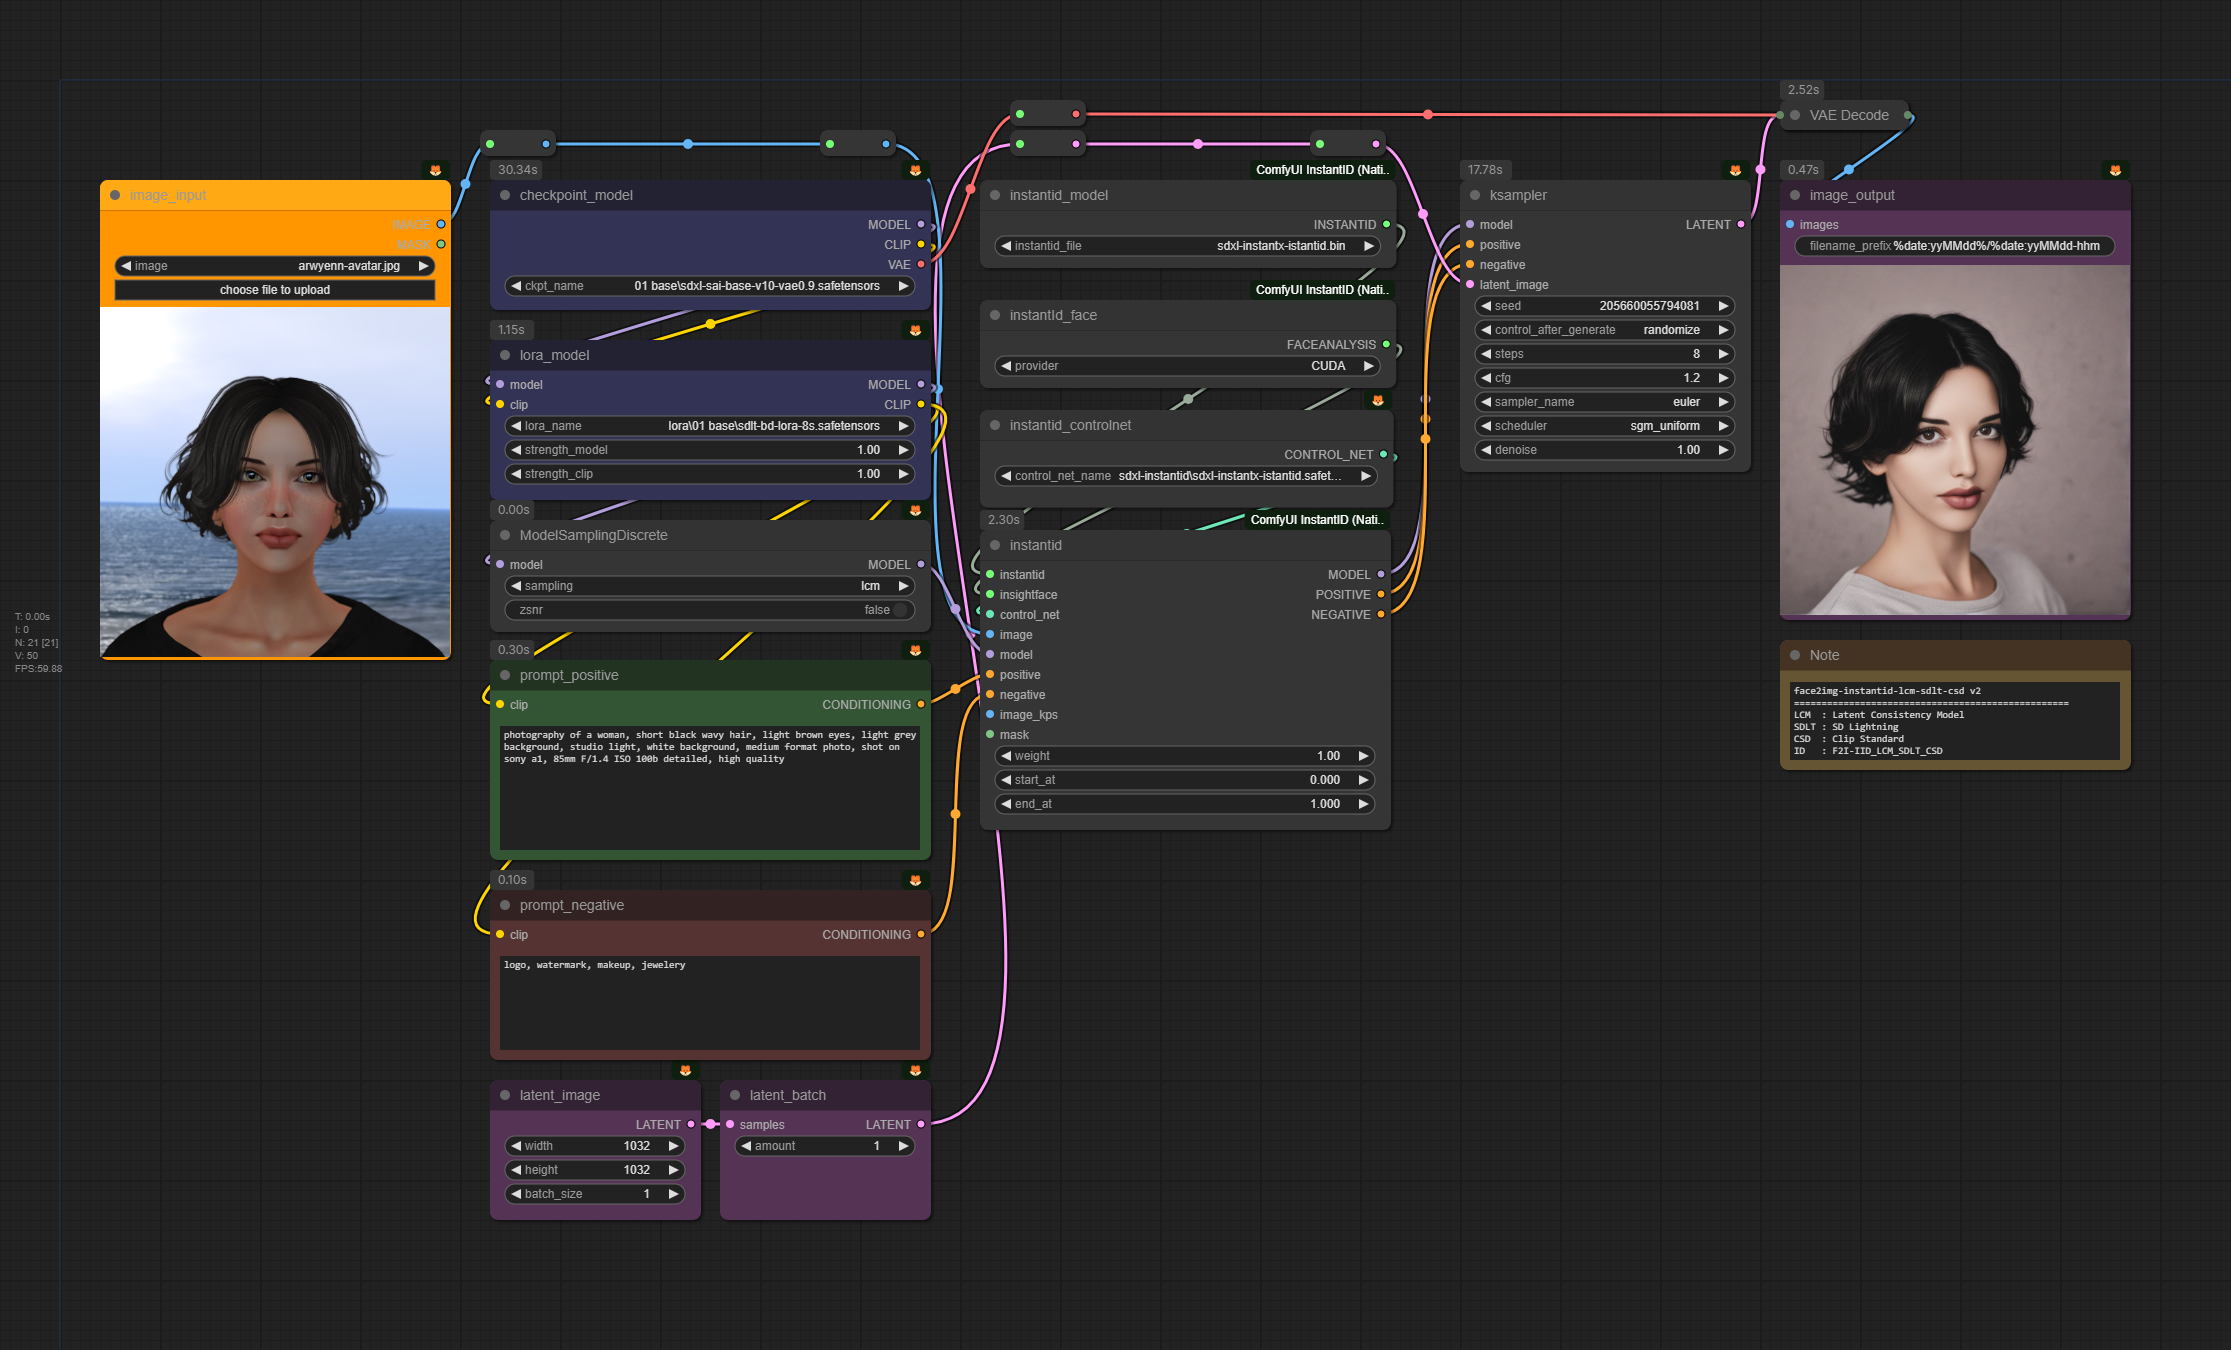 T: 0.00s
I: 0
N: 21 [21]
V: 50
FPS:59.88
image_input
IMAGE
MASK
image arwyenn-avatar.jpg
choose file to upload
30.34s
checkpoint_model
MODEL
CLIP
VAE
ckpt_name 01 base\sdxl-sai-base-v10-vae0.9.safetensors
1.15s
lora_model
model MODEL
clip CLIP
lora_name lora\01 base\sdlt-bd-lora-8s.safetensors
strength_model 1.00
strength_clip 1.00
0.00s
ModelSamplingDiscrete
model MODEL
sampling lcm
zsnr false
0.30s
prompt_positive
clip CONDITIONING
photography of a woman, short black wavy hair, light brown eyes, light grey
background, studio light, white background, medium format photo, shot on
sony a1, 85mm F/1.4 ISO 100b detailed, high quality
0.10s
prompt_negative
clip CONDITIONING
logo, watermark, makeup, jewelery
latent_image
LATENT
width 1032
height 1032
batch_size 1
latent_batch
samples LATENT
amount 1
ComfyUI InstantID (Nati..
instantid_model
INSTANTID
instantid_file sdxl-instantx-istantid.bin
ComfyUI InstantID (Nati..
instantId_face
FACEANALYSIS
provider CUDA
instantid_controlnet
CONTROL_NET
control_net_name sdxl-instantid\sdxl-instantx-istantid.safet...
2.30s
ComfyUI InstantID (Nati..
instantid
instantid MODEL
insightface POSITIVE
control_net NEGATIVE
image
model
positive
negative
image_kps
mask
weight 1.00
start_at 0.000
end_at 1.000
17.78s
ksampler
model LATENT
positive
negative
latent_image
seed 205660055794081
control_after_generate randomize
steps 8
cfg 1.2
sampler_name euler
scheduler sgm_uniform
denoise 1.00
2.52s
VAE Decode
0.47s
image_output
images
filename_prefix %date:yyMMdd%/%date:yyMMdd-hhm
Note
face2img-instantid-lcm-sdlt-csd v2
==================================================
LCM : Latent Consistency Model
SDLT : SD Lightning
CSD : Clip Standard
ID : F2I-IID_LCM_SDLT_CSD